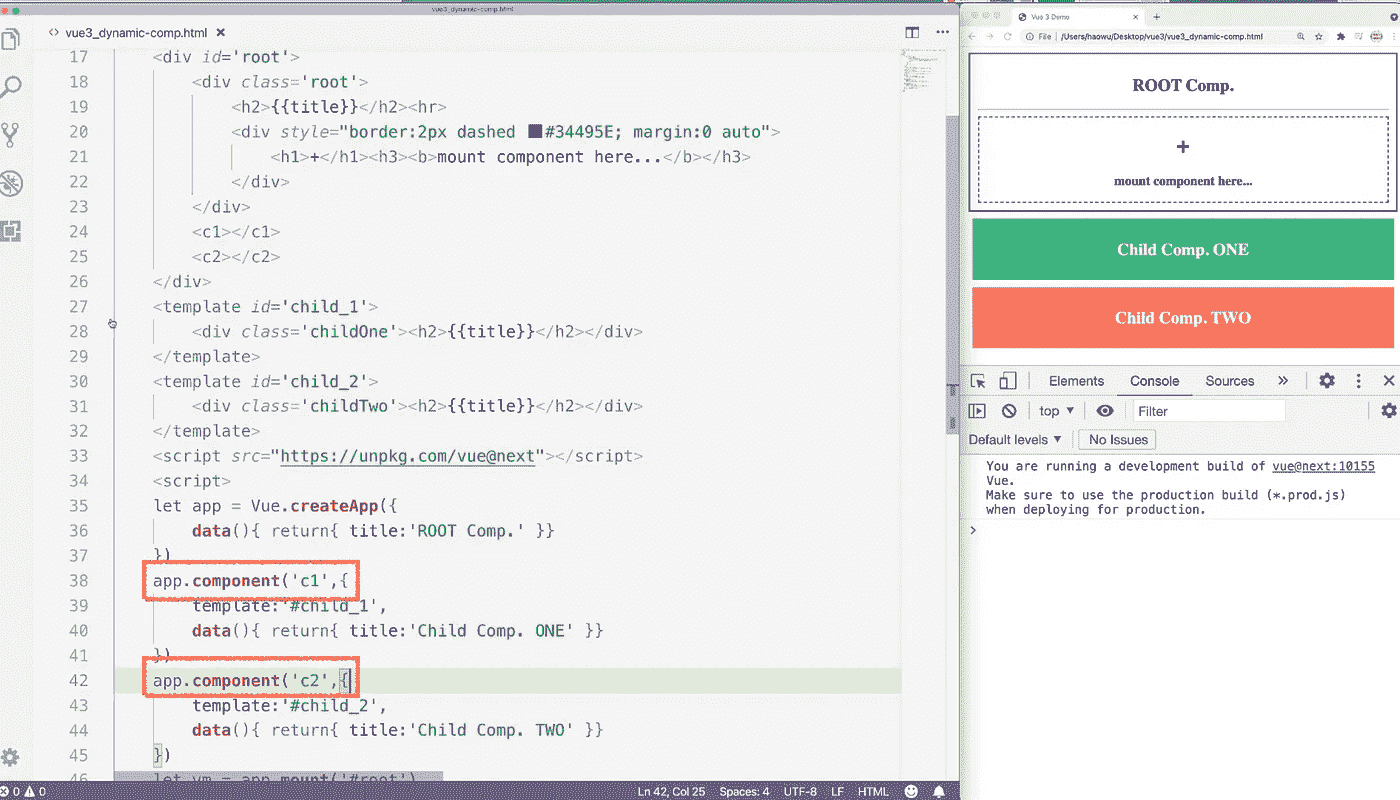 vue3_dynamic-comp.html
<> vue3_dynamic-comp.html ×
17 <div id='root'>
18 <div class='root'>
19 <h2>{{title}}</h2><hr>
20 <div style="border:2px dashed #34495E; margin:0 auto">
21 <h1>+</h1><h3><b>mount component here...</b></h3>
22 </div>
23 </div>
24 <c1></c1>
25 <c2></c2>
26 </div>
27 <template id='child_1'>
28 <div class='childOne'><h2>{{title}}</h2></div>
29 </template>
30 <template id='child_2'>
31 <div class='childTwo'><h2>{{title}}</h2></div>
32 </template>
33 <script src="https://unpkg.com/vue@next"></script>
34 <script>
35 let app = Vue.createApp({
36 data(){ return{ title:'ROOT Comp.' }}
37 })
38 app.component('c1',{
39 template:'#child_1',
40 data(){ return{ title:'Child Comp. ONE' }}
41 })
42 app.component('c2',{
43 template:'#child_2',
44 data(){ return{ title:'Child Comp. TWO' }}
45 })
46 let vm = app.mount('#root')
0 0 Ln 42, Col 25 Spaces: 4 UTF-8 LF HTML
Vue 3 Demo × +
File | /Users/haowu/Desktop/vue3/vue3_dynamic-comp.html
ROOT Comp.
+
mount component here...
Child Comp. ONE
Child Comp. TWO
Elements Console Sources »
top ▼ Filter
Default levels ▼ No Issues
You are running a development build of vue@next:10155
Vue.
Make sure to use the production build (*.prod.js)
when deploying for production.
>